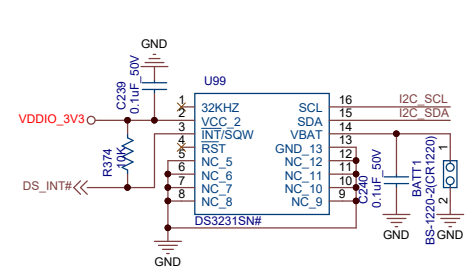 GND
C239
0.1uF_50V
U99
VDDIO_3V3
1 32KHZ SCL 16 I2C_SCL
2 VCC_2 SDA 15 I2C_SDA
3 INT/SQW VBAT 14
4 RST GND_13 13
5 NC_5 NC_12 12
6 NC_6 NC_11 11
7 NC_7 NC_10 10
8 NC_8 NC_9 9
DS3231SN#
R374
10K
DS_INT#
C240
0.1uF_50V
BATT1
BS-1220-2(CR1220)
1
2
GND
GND
GND